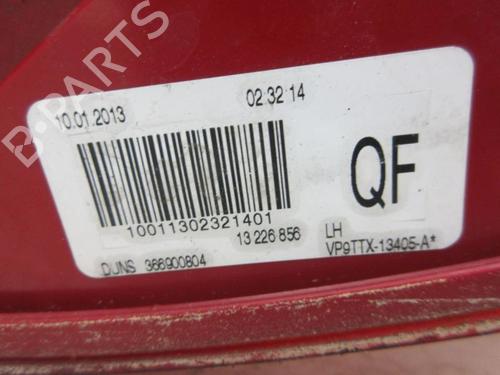 B-PARTS
10.01.2013 02 32 14
10011302321401
13 226 856
QF
DJNS 366900804
LH
VP9TTX-13405-A*